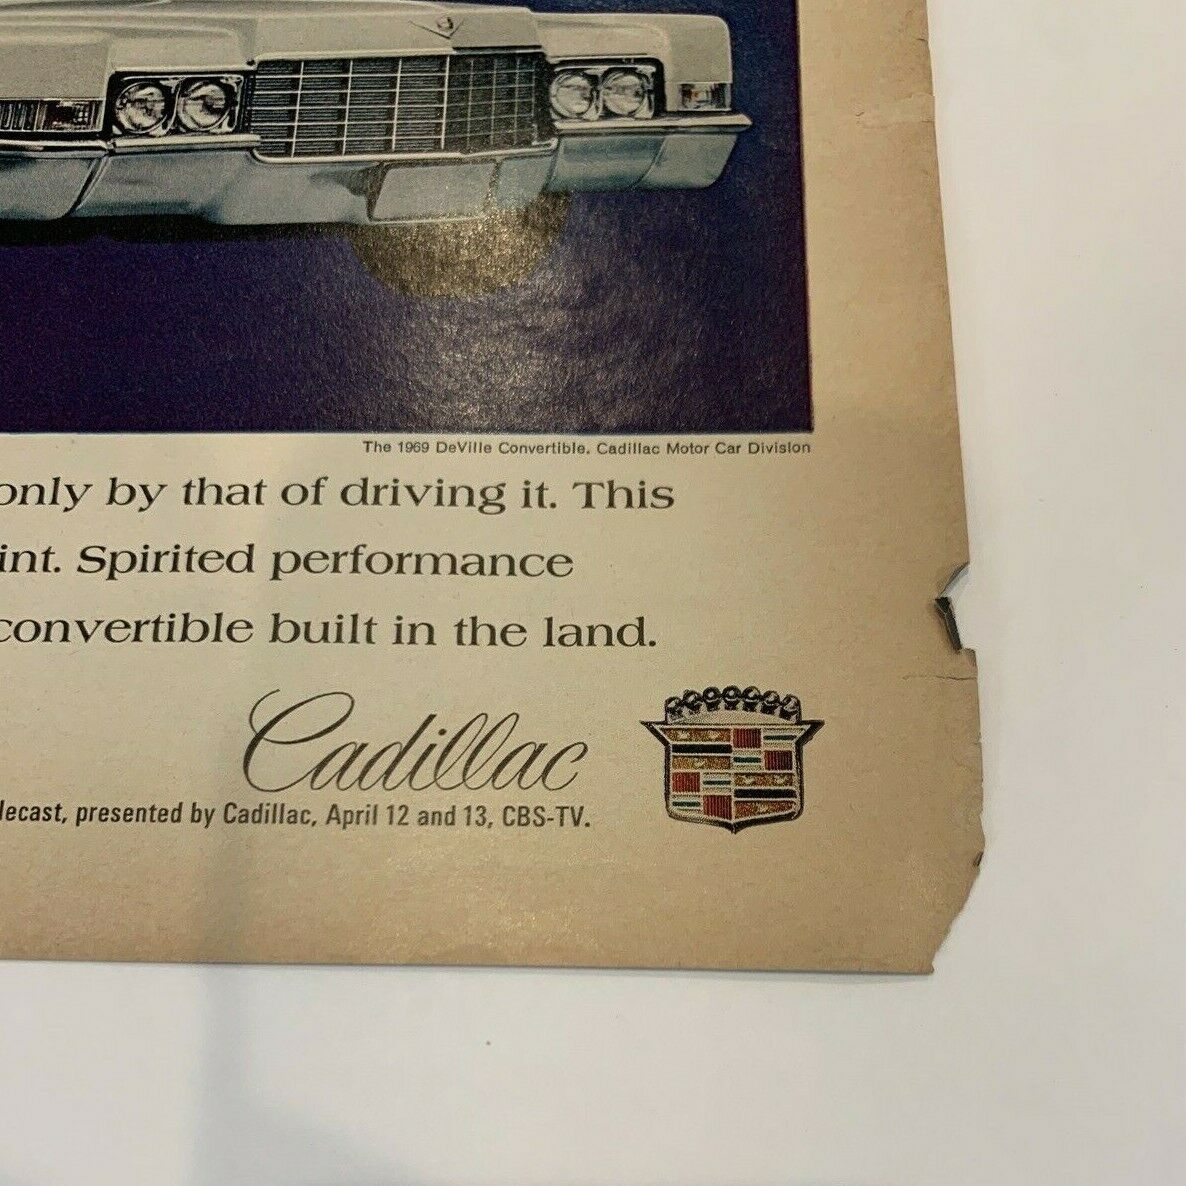 The 1969 DeVille Convertible. Cadillac Motor Car Division
only by that of driving it. This
int. Spirited performance
convertible built in the land.
Cadillac
lecast, presented by Cadillac, April 12 and 13, CBS-TV.